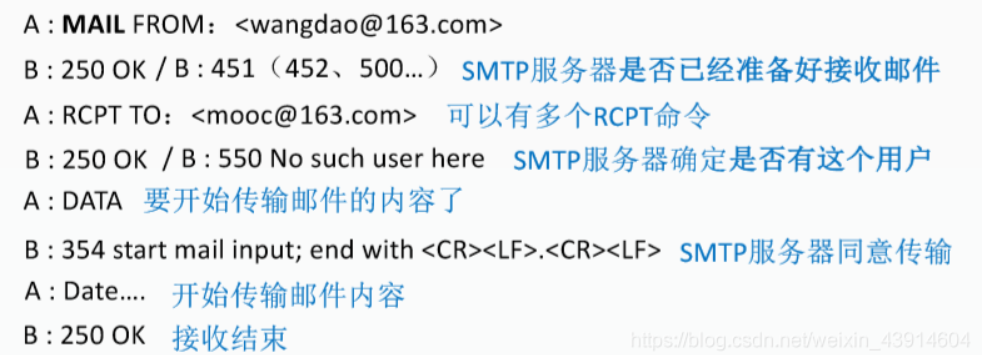 A : MAIL FROM：<wangdao@163.com>
B : 250 OK / B : 451（452、500…） SMTP服务器是否已经准备好接收邮件
A : RCPT TO：<mooc@163.com> 可以有多个RCPT命令
B : 250 OK / B : 550 No such user here SMTP服务器确定是否有这个用户
A : DATA 要开始传输邮件的内容了
B : 354 start mail input; end with <CR><LF>.<CR><LF> SMTP服务器同意传输
A : Date…. 开始传输邮件内容
B : 250 OK 接收结束
https://blog.csdn.net/weixin_43914604